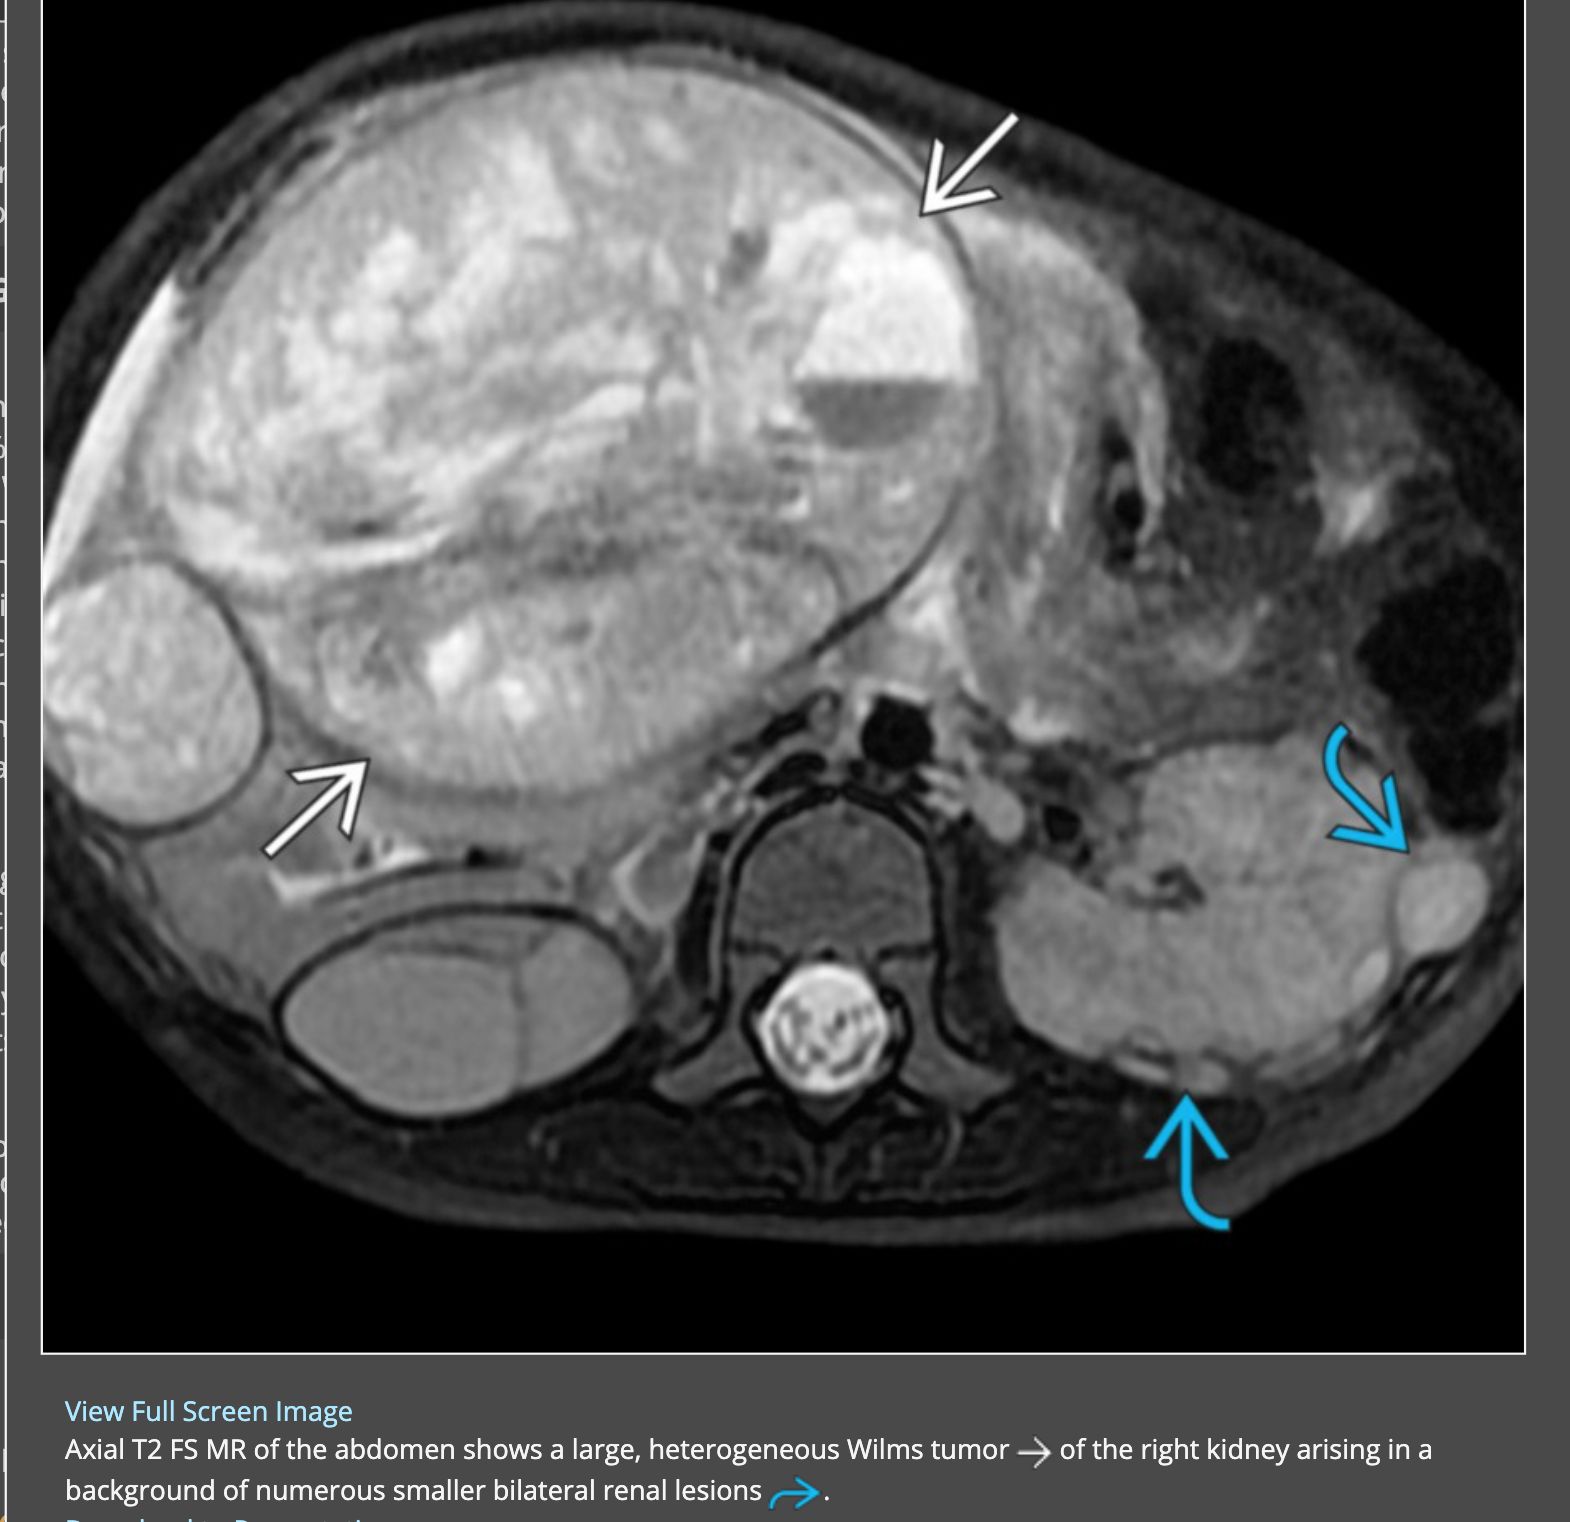 View Full Screen Image
Axial T2 FS MR of the abdomen shows a large, heterogeneous Wilms tumor → of the right kidney arising in a
background of numerous smaller bilateral renal lesions ↪.